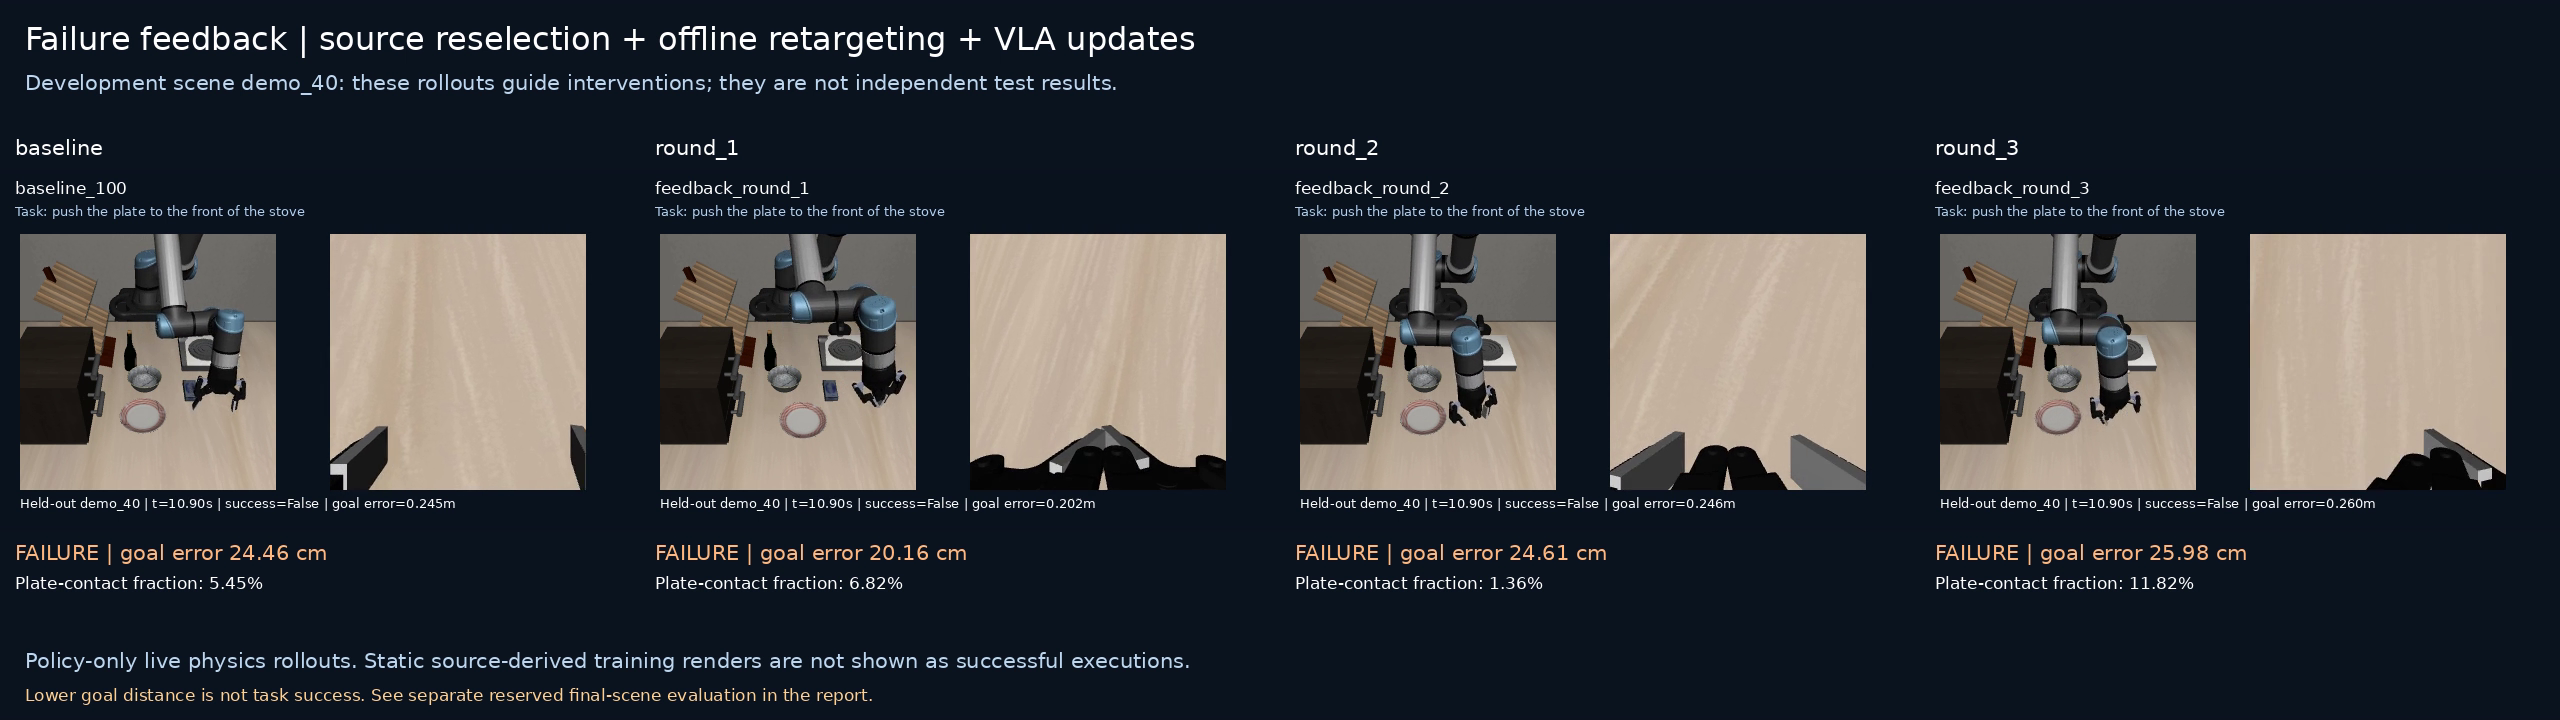 Failure feedback | source reselection + offline retargeting + VLA updates
Development scene demo_40: these rollouts guide interventions; they are not independent test results.
baseline
baseline_100
Task: push the plate to the front of the stove
Held-out demo_40 | t=10.90s | success=False | goal error=0.245m
FAILURE | goal error 24.46 cm
Plate-contact fraction: 5.45%
round_1
feedback_round_1
Task: push the plate to the front of the stove
Held-out demo_40 | t=10.90s | success=False | goal error=0.202m
FAILURE | goal error 20.16 cm
Plate-contact fraction: 6.82%
round_2
feedback_round_2
Task: push the plate to the front of the stove
Held-out demo_40 | t=10.90s | success=False | goal error=0.246m
FAILURE | goal error 24.61 cm
Plate-contact fraction: 1.36%
round_3
feedback_round_3
Task: push the plate to the front of the stove
Held-out demo_40 | t=10.90s | success=False | goal error=0.260m
FAILURE | goal error 25.98 cm
Plate-contact fraction: 11.82%
Policy-only live physics rollouts. Static source-derived training renders are not shown as successful executions.
Lower goal distance is not task success. See separate reserved final-scene evaluation in the report.